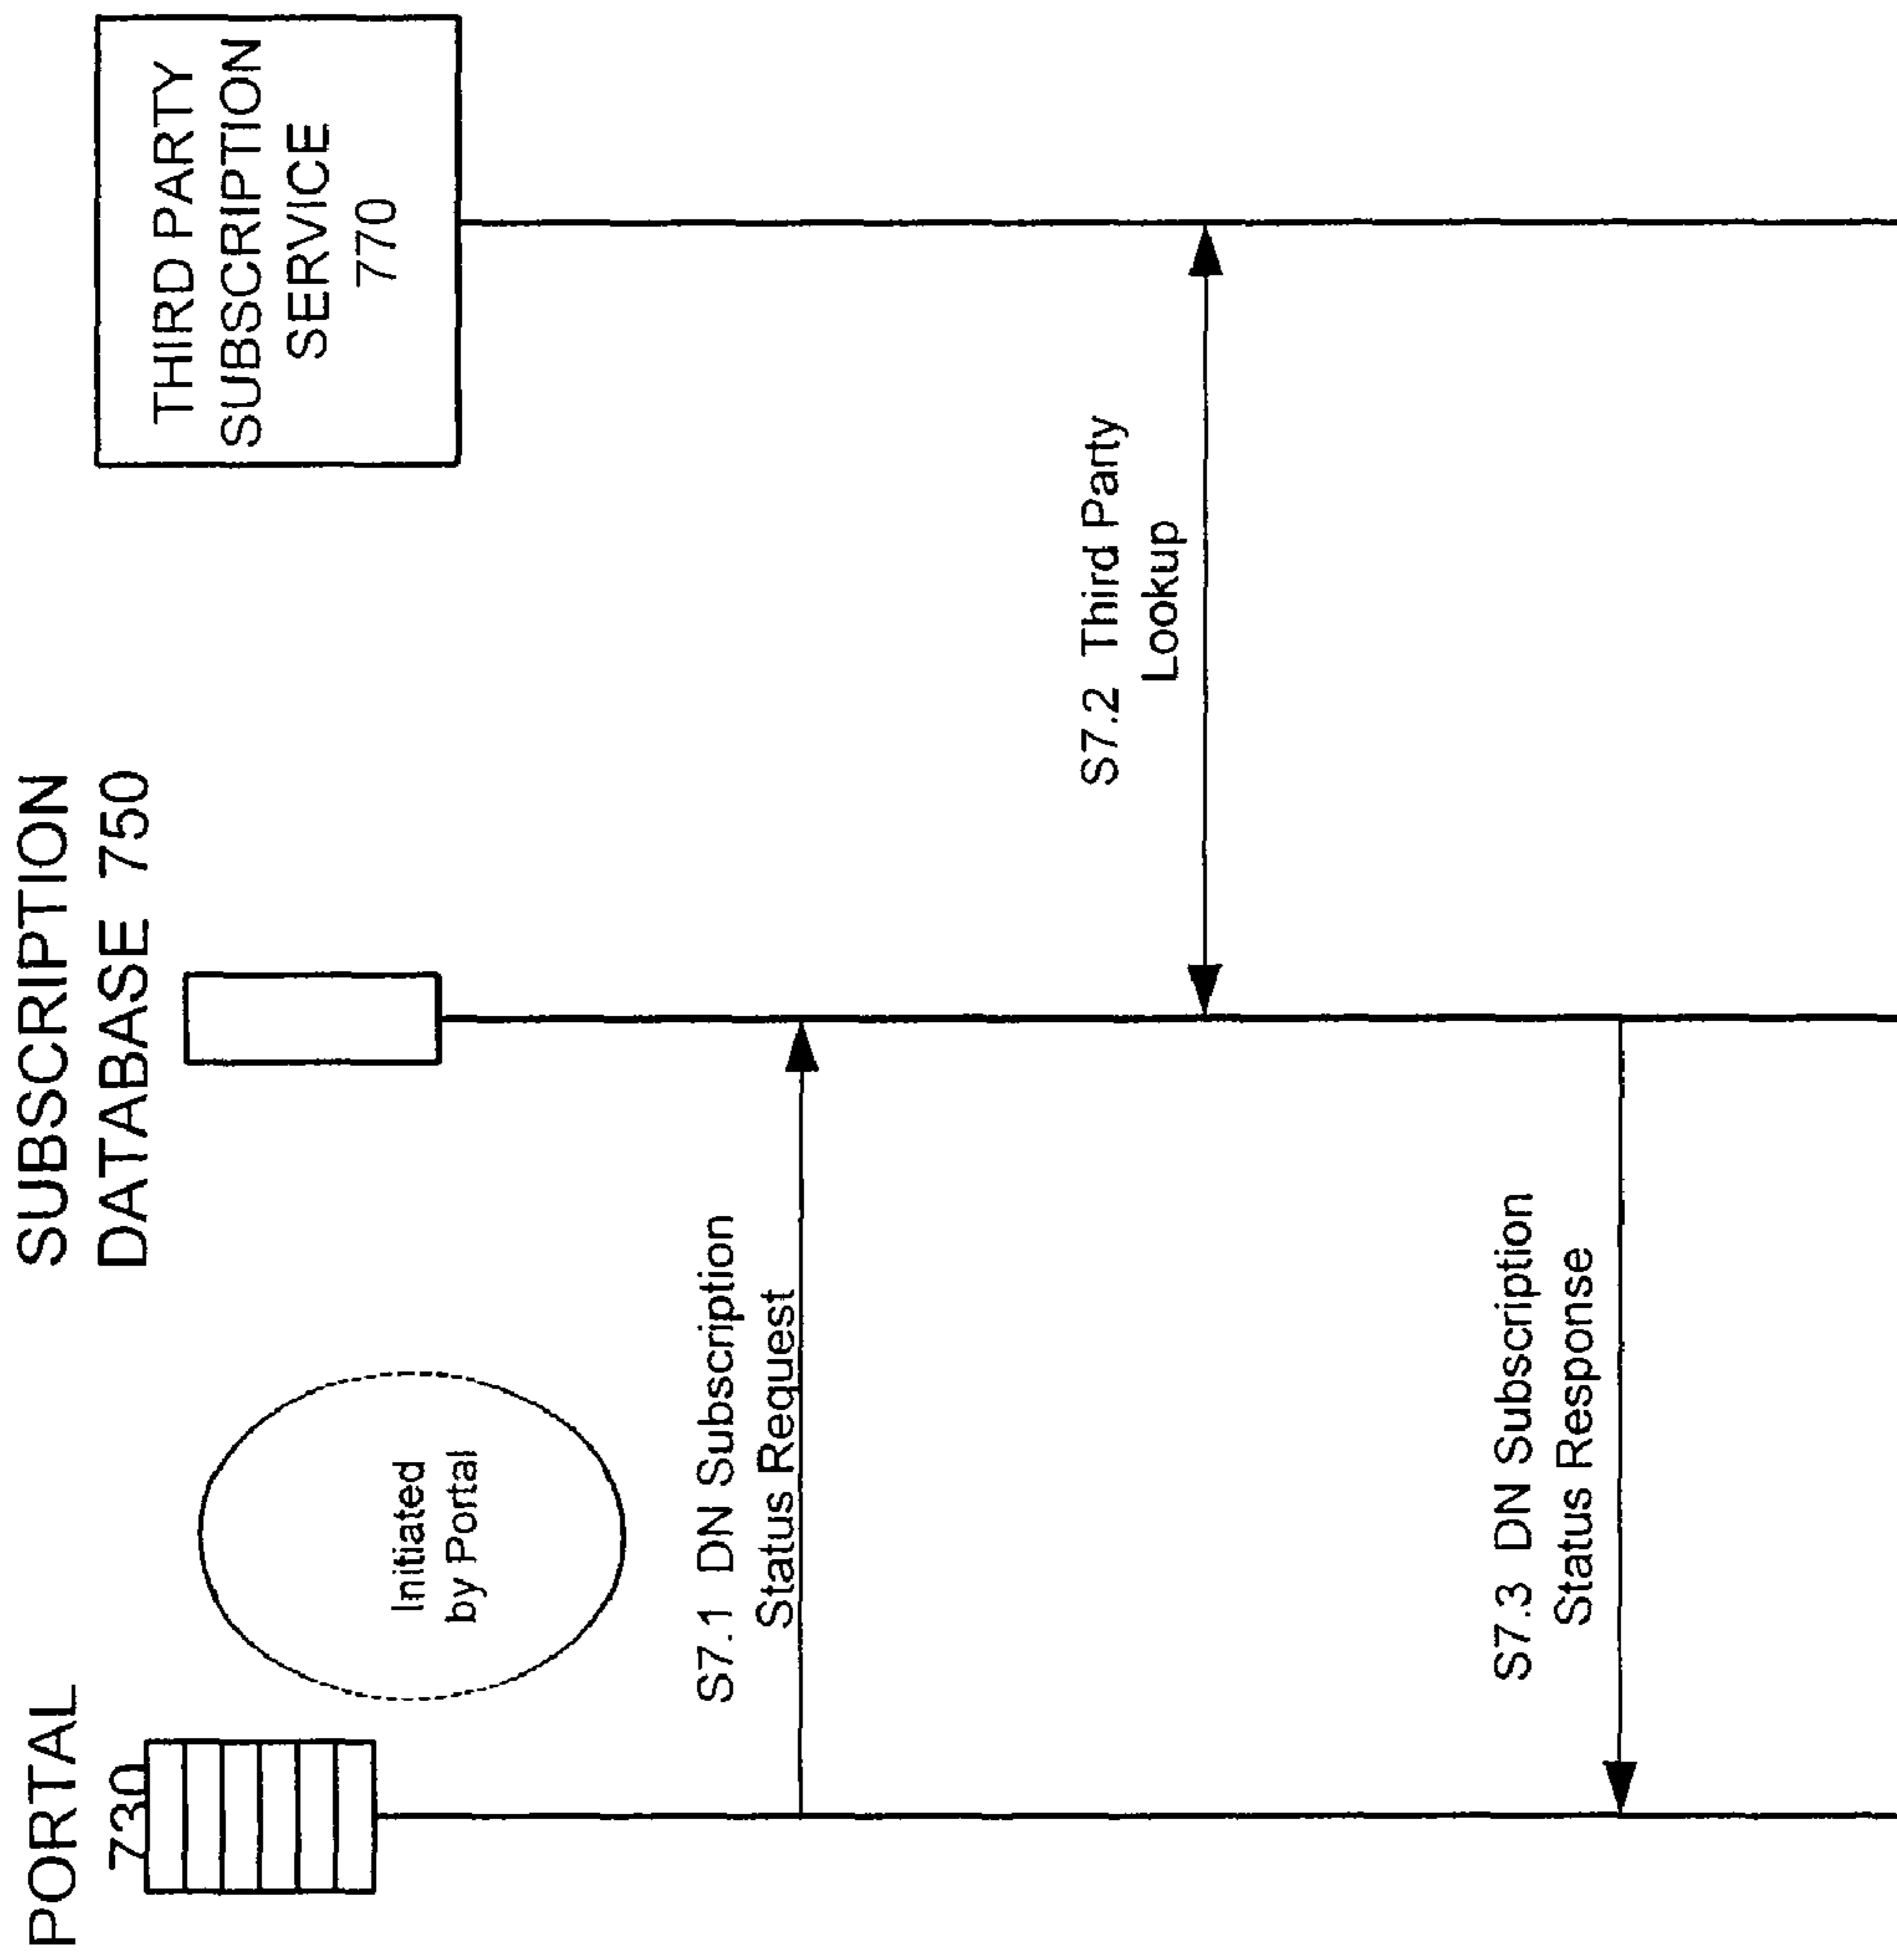 PORTAL
730
SUBSCRIPTION
DATABASE 750
THIRD PARTY
SUBSCRIPTION
SERVICE
770
Initiated
by Portal
S7.1 DN Subscription
Status Request
S7.2 Third Party
Lookup
S7.3 DN Subscription
Status Response